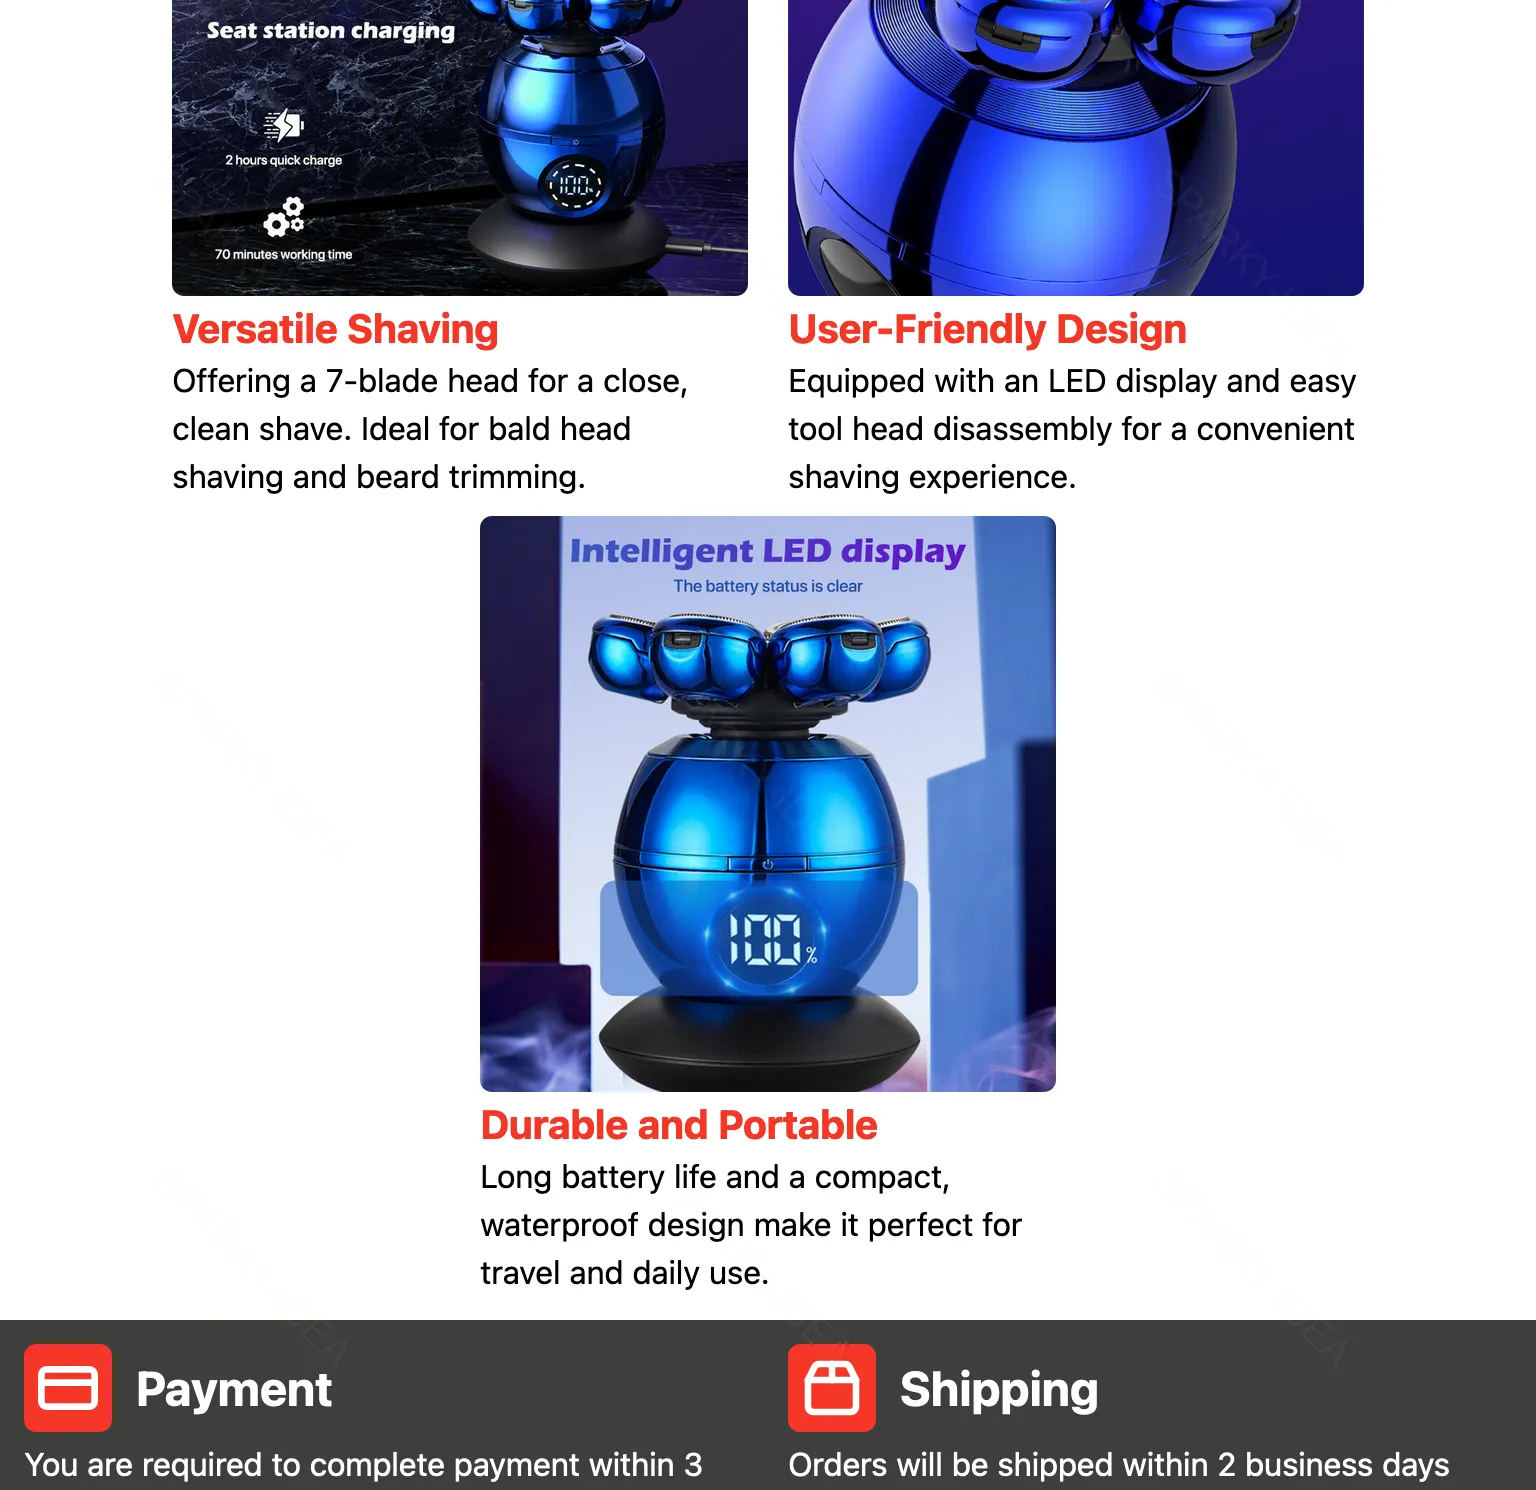 Seat station charging
2 hours quick charge
100%
70 minutes working time
Versatile Shaving
Offering a 7-blade head for a close,
clean shave. Ideal for bald head
shaving and beard trimming.
User-Friendly Design
Equipped with an LED display and easy
tool head disassembly for a convenient
shaving experience.
Intelligent LED display
The battery status is clear
100%
Durable and Portable
Long battery life and a compact,
waterproof design make it perfect for
travel and daily use.
Payment
You are required to complete payment within 3
Shipping
Orders will be shipped within 2 business days